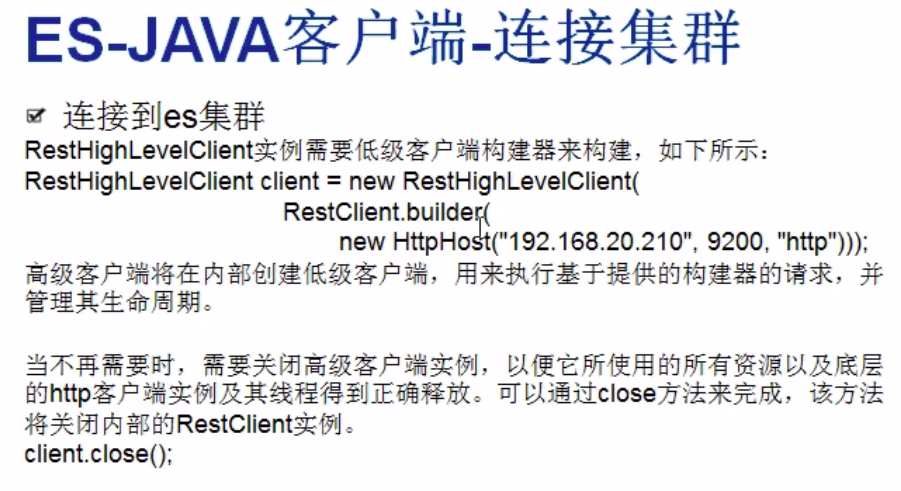 ES-JAVA客户端-连接集群
连接到es集群
RestHighLevelClient实例需要低级客户端构建器来构建，如下所示：
RestHighLevelClient client = new RestHighLevelClient(
RestClient.builder(
new HttpHost("192.168.20.210", 9200, "http")));
高级客户端将在内部创建低级客户端，用来执行基于提供的构建器的请求，并
管理其生命周期。
当不再需要时，需要关闭高级客户端实例，以便它所使用的所有资源以及底层
的http客户端实例及其线程得到正确释放。可以通过close方法来完成，该方法
将关闭内部的RestClient实例。
client.close();